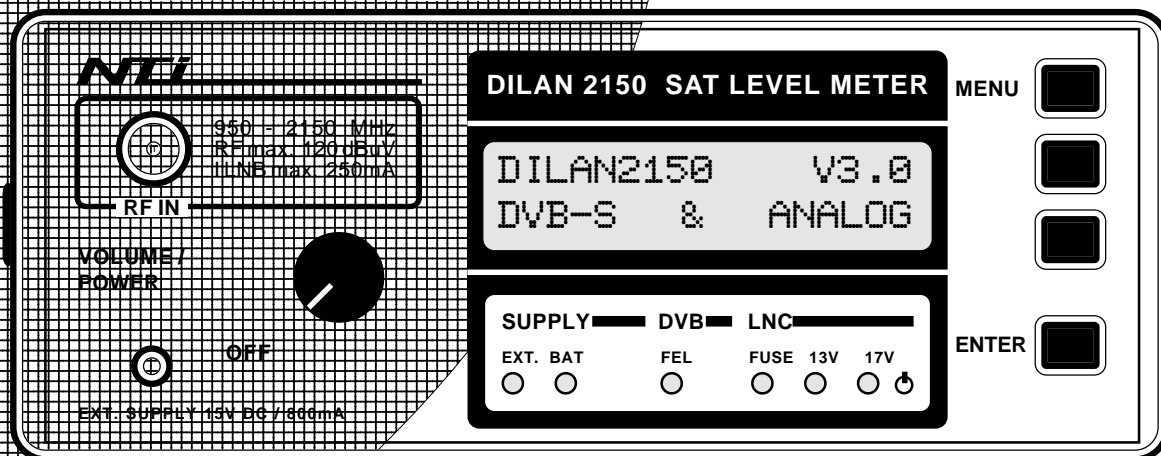 NTi
950 - 2150 MHz
RF max. 120 dBuV
iLNB max. 250mA
RF IN
VOLUME /
POWER
OFF
EXT. SUPPLY 15V DC / 800mA
DILAN 2150 SAT LEVEL METER
DILAN2150 V3.0
DVB-S & ANALOG
SUPPLY DVB LNC
EXT. BAT FEL FUSE 13V 17V
MENU
ENTER